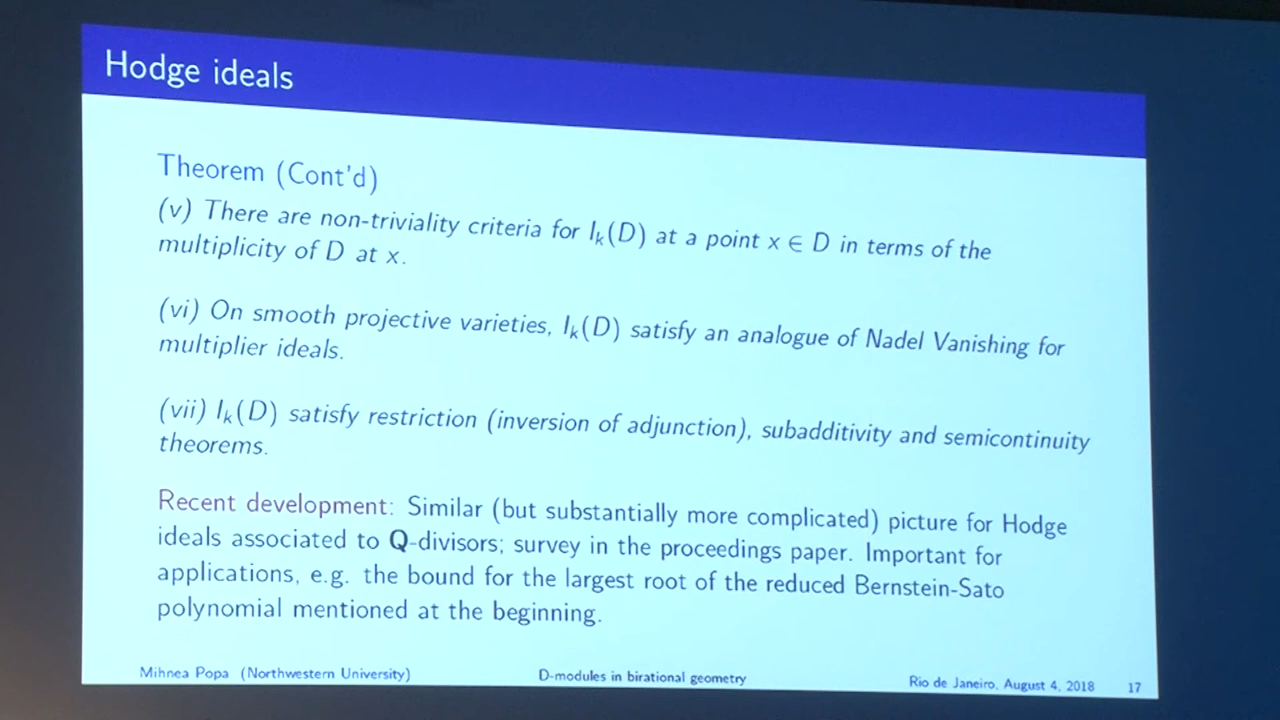 Hodge ideals
Theorem (Cont'd)
(v) There are non-triviality criteria for I_k(D) at a point x ∈ D in terms of the
multiplicity of D at x.
(vi) On smooth projective varieties, I_k(D) satisfy an analogue of Nadel Vanishing for
multiplier ideals.
(vii) I_k(D) satisfy restriction (inversion of adjunction), subadditivity and semicontinuity
theorems.
Recent development: Similar (but substantially more complicated) picture for Hodge
ideals associated to Q-divisors; survey in the proceedings paper. Important for
applications, e.g. the bound for the largest root of the reduced Bernstein-Sato
polynomial mentioned at the beginning.
Mihnea Popa (Northwestern University) D-modules in birational geometry Rio de Janeiro, August 4, 2018 17